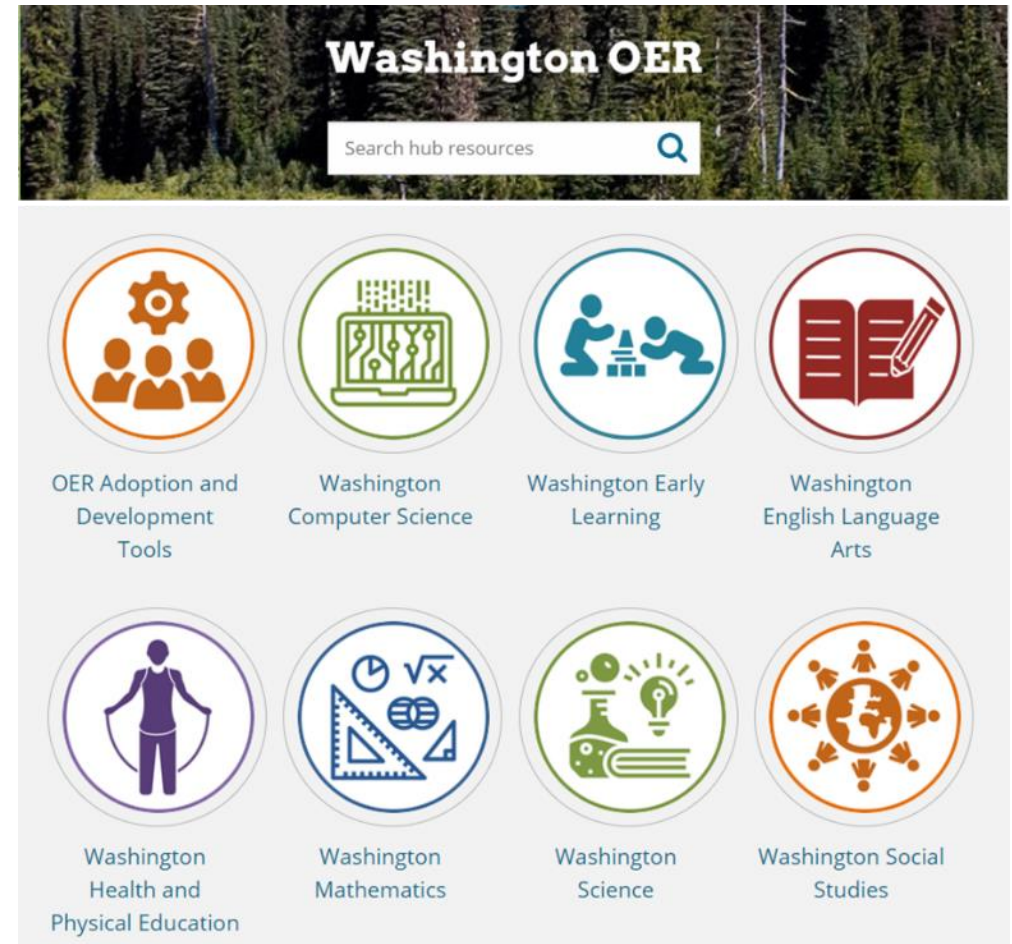 Washington OER
Search hub resources
OER Adoption and
Development
Tools
Washington
Computer Science
Washington Early
Learning
Washington
English Language
Arts
√x
Washington
Health and
Physical Education
Washington
Mathematics
Washington
Science
Washington Social
Studies